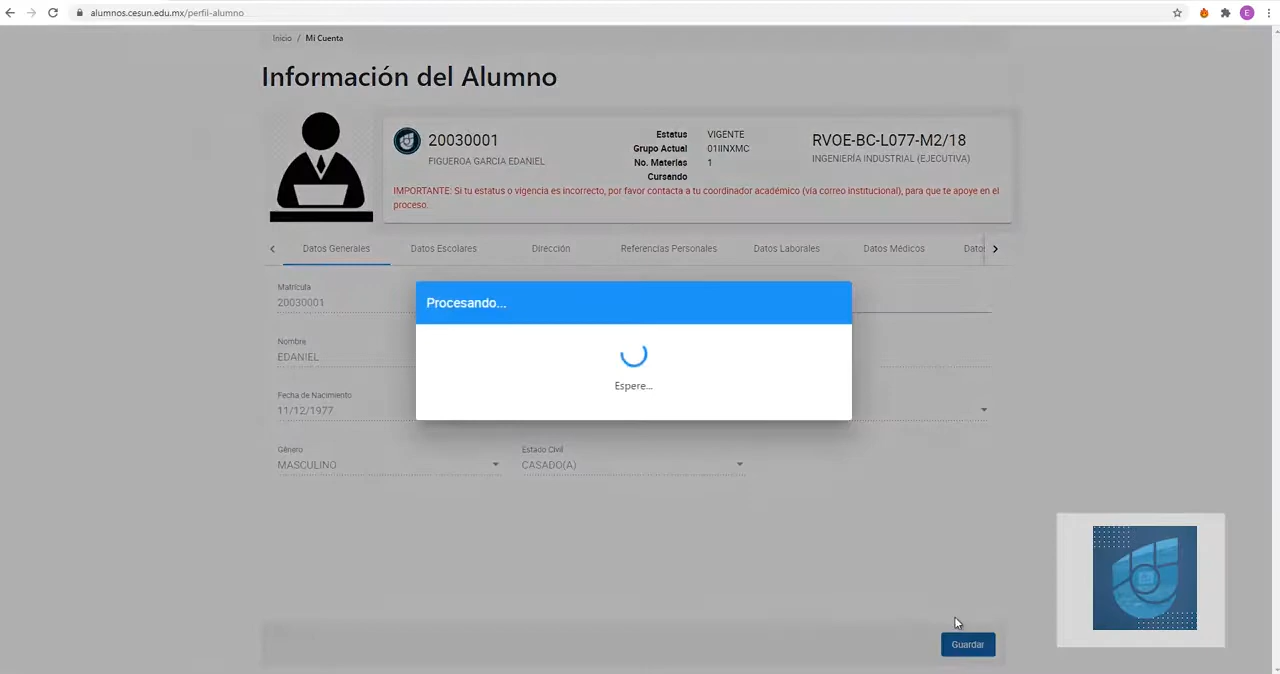 alumnos.cesun.edu.mx/perfil-alumno
E
Inicio / Mi Cuenta
Información del Alumno
20030001
FIGUEROA GARCIA EDANIEL
Estatus VIGENTE
Grupo Actual 01IINXMC
No. Materias 1
Cursando
RVOE-BC-L077-M2/18
INGENIERÍA INDUSTRIAL (EJECUTIVA)
IMPORTANTE: Si tu estatus o vigencia es incorrecto, por favor contacta a tu coordinador académico (vía correo institucional), para que te apoye en el
proceso.
Datos Generales Datos Escolares Dirección Referencias Personales Datos Laborales Datos Médicos
Matrícula
20030001
Procesando...
Nombre
EDANIEL
Espere...
Fecha de Nacimiento
11/12/1977
Género Estado Civil
MASCULINO CASADO(A)
Guardar